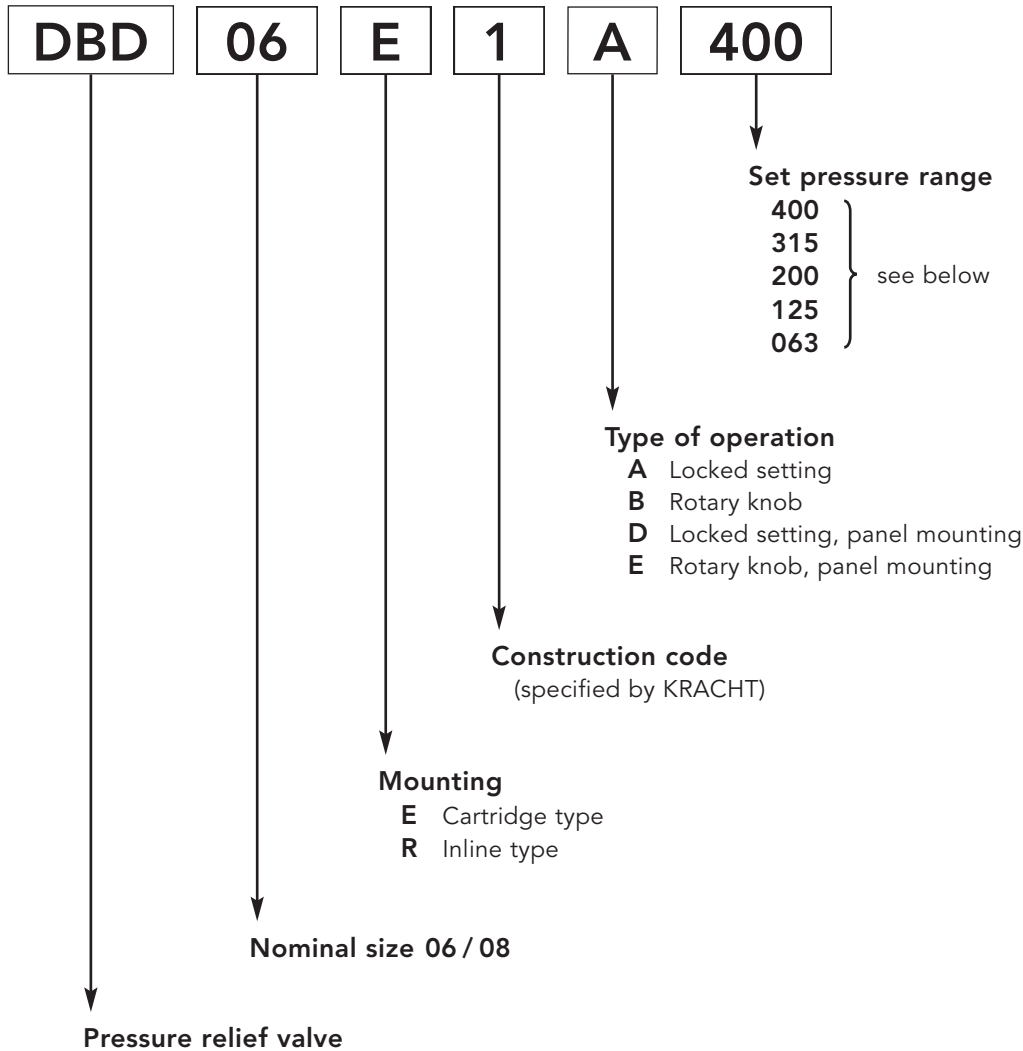 DBD 06 E 1 A 400
Set pressure range
400
315
200 see below
125
063
Type of operation
A Locked setting
B Rotary knob
D Locked setting, panel mounting
E Rotary knob, panel mounting
Construction code
(specified by KRACHT)
Mounting
E Cartridge type
R Inline type
Nominal size 06 / 08
Pressure relief valve